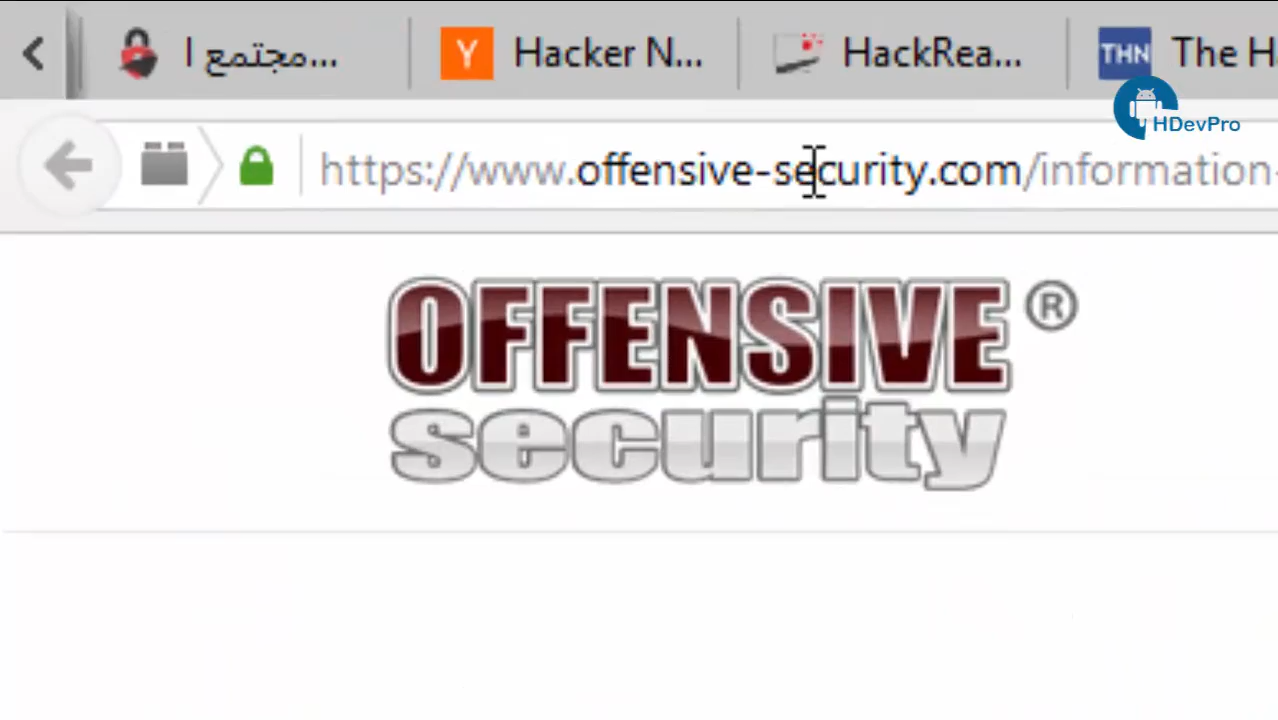 مجتمع I...
Hacker N...
HackRea...
THN
The H
HDevPro
https://www.offensive-security.com/information-
OFFENSIVE ®
security